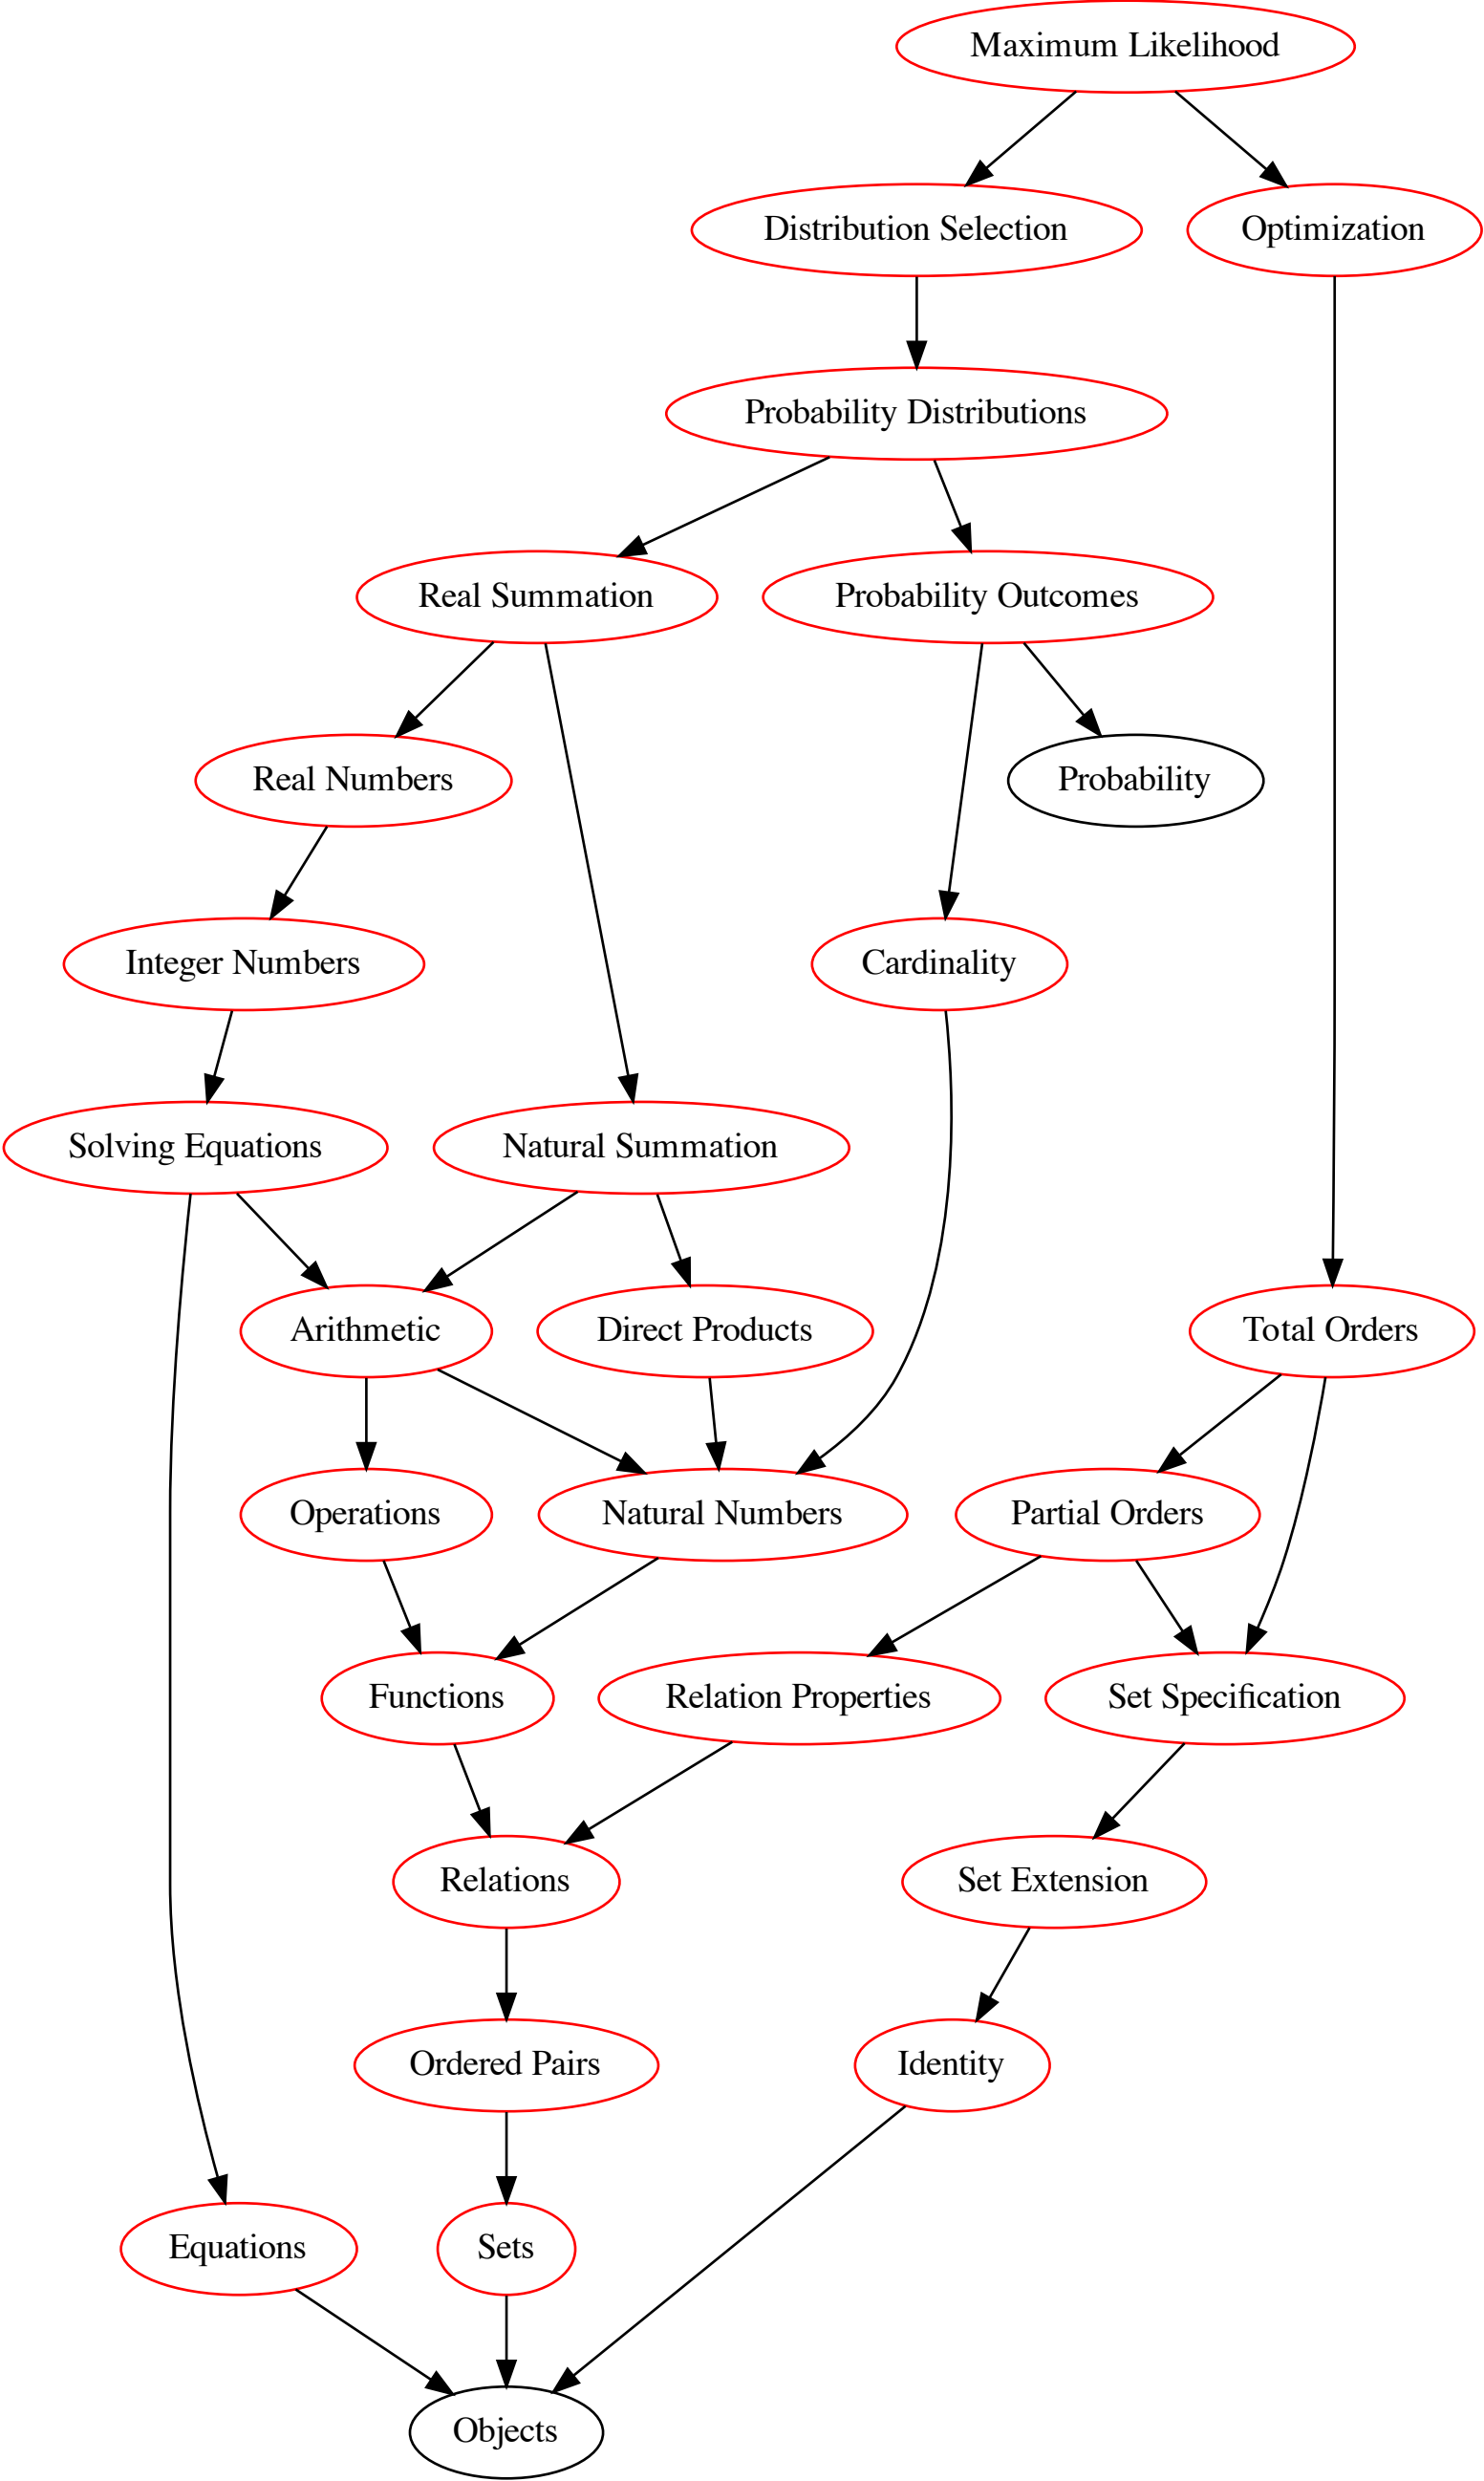 Maximum Likelihood
Distribution Selection
Optimization
Probability Distributions
Real Summation
Probability Outcomes
Real Numbers
Probability
Integer Numbers
Cardinality
Solving Equations
Natural Summation
Arithmetic
Direct Products
Total Orders
Operations
Natural Numbers
Partial Orders
Functions
Relation Properties
Set Specification
Relations
Set Extension
Ordered Pairs
Identity
Equations
Sets
Objects